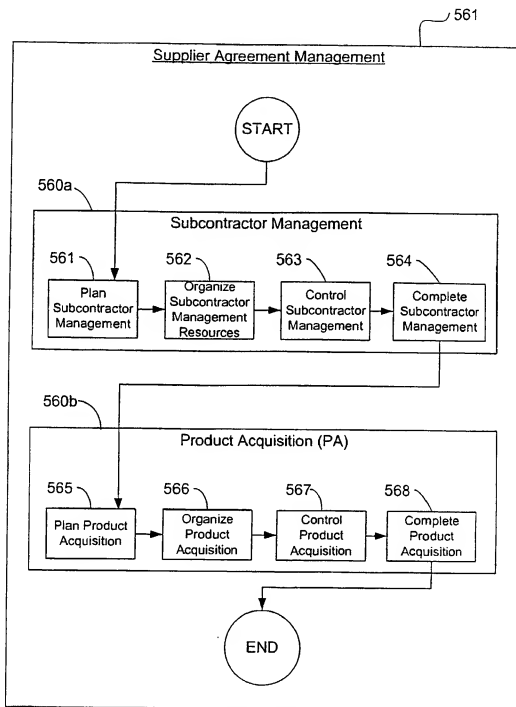 561
Supplier Agreement Management
START
560a
Subcontractor Management
561
562
563
564
Plan
Subcontractor
Management
Organize
Subcontractor
Management
Resources
Control
Subcontractor
Management
Complete
Subcontractor
Management
560b
Product Acquisition (PA)
565
566
567
568
Plan Product
Acquisition
Organize
Product
Acquisition
Control
Product
Acquisition
Complete
Product
Acquisition
END